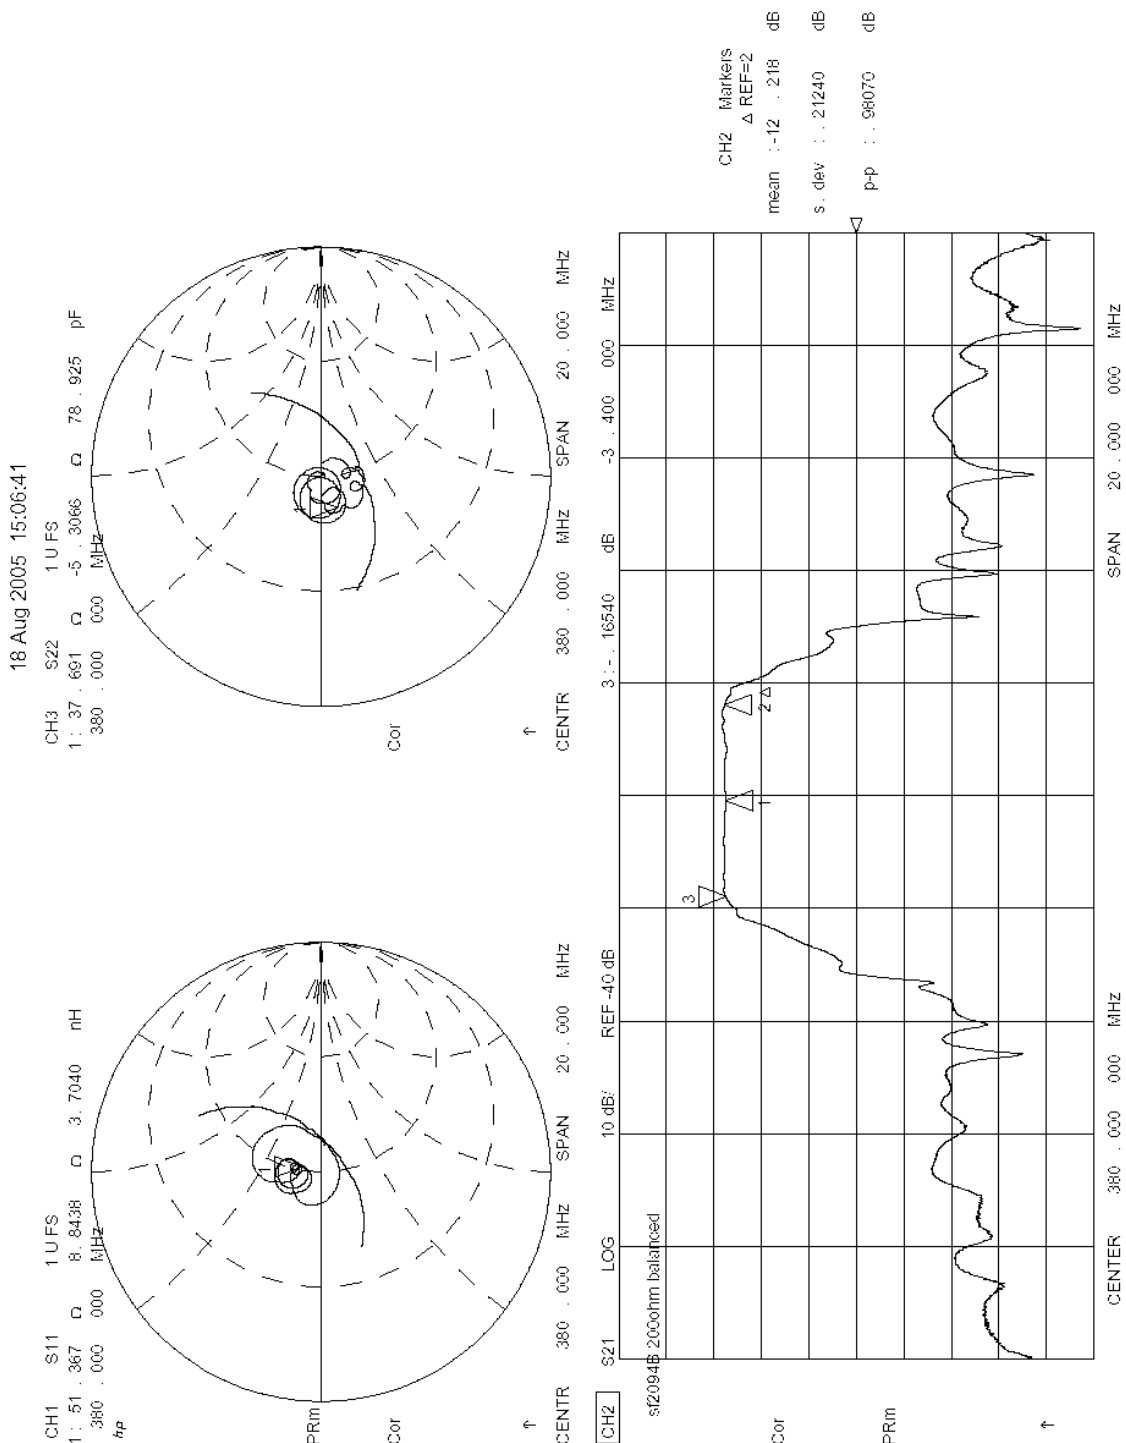 18 Aug 2005 15:06:41
CH1 S11 1 U FS
1 : 51 . 367 Ω 8 . 8438 Ω 3 . 7040 nH
380 . 000 000 MHz
hp
PRm
Cor
↑
CENTR 380 . 000 MHz SPAN 20 . 000 MHz
CH3 S22 1 U FS
1 : 37 . 691 Ω -5 . 3066 Ω 78 . 925 pF
380 . 000 000 MHz
Cor
↑
CENTR 380 . 000 MHz SPAN 20 . 000 MHz
CH2 S21 LOG 10 dB/ REF -40 dB 3 : - . 16540 dB -3 . 400 000 MHz
sf2094B 200ohm balanced
3
1
2
Cor
PRm
↑
CENTER 380 . 000 000 MHz SPAN 20 . 000 000 MHz
CH2 Markers
Δ REF=2
mean : -12 . 218 dB
s. dev : . 21240 dB
p-p : . 98070 dB